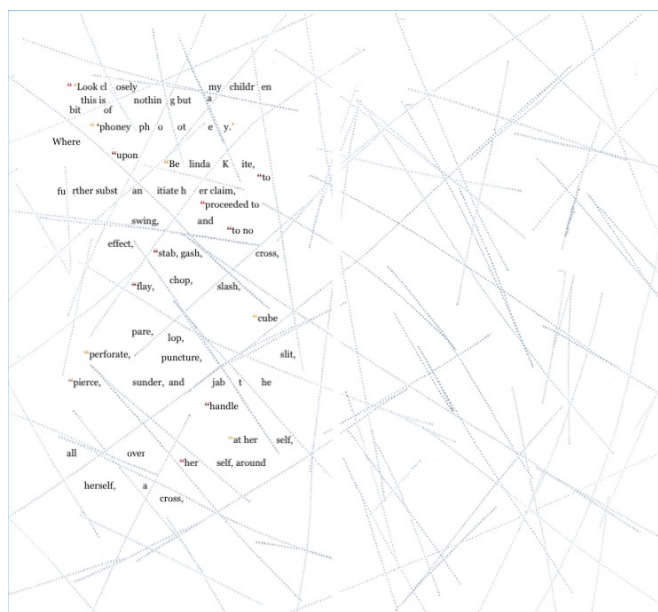 “ ‘Look cl osely my childr en
this is nothin g but a
bit of
“ ‘phoney ph o ot e y.’
Where
“upon
“Be linda K ite,
“to
fu rther subst an itiate h er claim,
“proceeded to
swing, and
“to no
effect,
“stab, gash, cross,
“flay, chop, slash,
“cube
pare, lop,
“perforate, puncture, slit,
“pierce, sunder, and jab t he
“handle
“at her self,
all over
“her self, around
herself, a
cross,